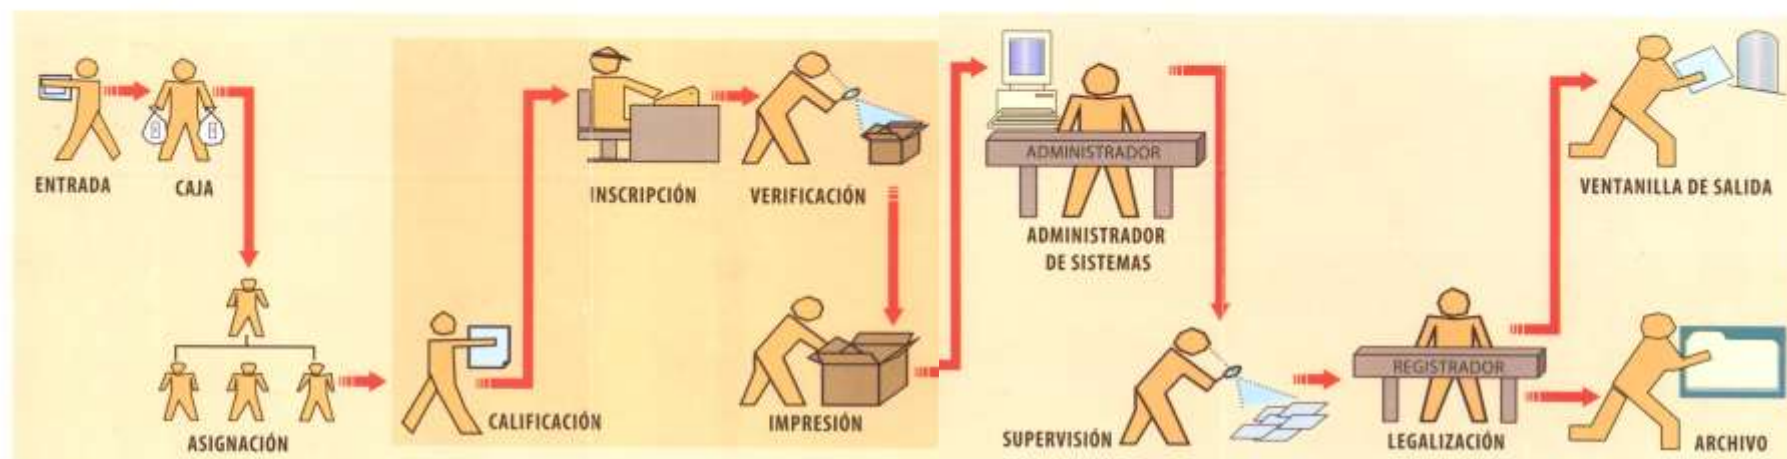 ENTRADA
CAJA
ASIGNACIÓN
CALIFICACIÓN
INSCRIPCIÓN
VERIFICACIÓN
IMPRESIÓN
ADMINISTRADOR
ADMINISTRADOR
DE SISTEMAS
SUPERVISIÓN
REGISTRADOR
LEGALIZACIÓN
VENTANILLA DE SALIDA
ARCHIVO